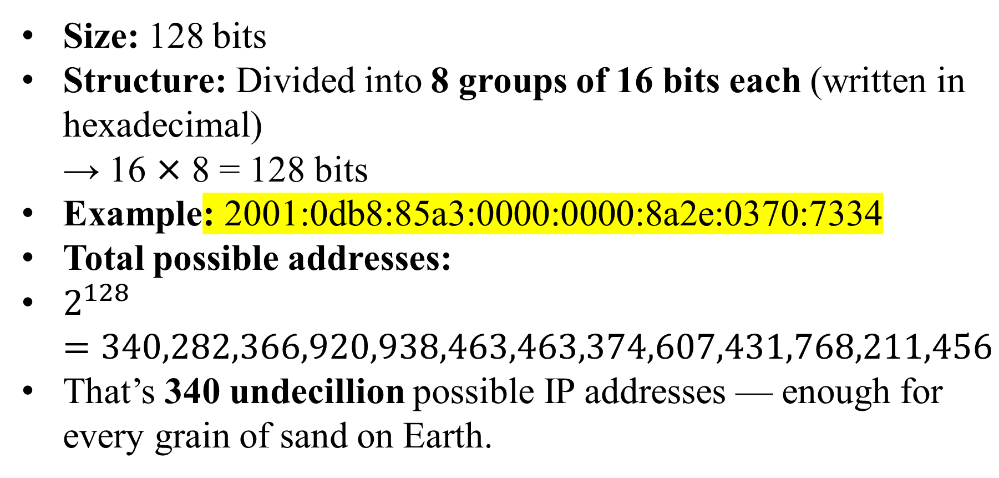 • Size: 128 bits
• Structure: Divided into 8 groups of 16 bits each (written in
hexadecimal)
→ 16 × 8 = 128 bits
• Example: 2001:0db8:85a3:0000:0000:8a2e:0370:7334
• Total possible addresses:
• 2¹²⁸
= 340,282,366,920,938,463,463,374,607,431,768,211,456
• That’s 340 undecillion possible IP addresses — enough for
every grain of sand on Earth.